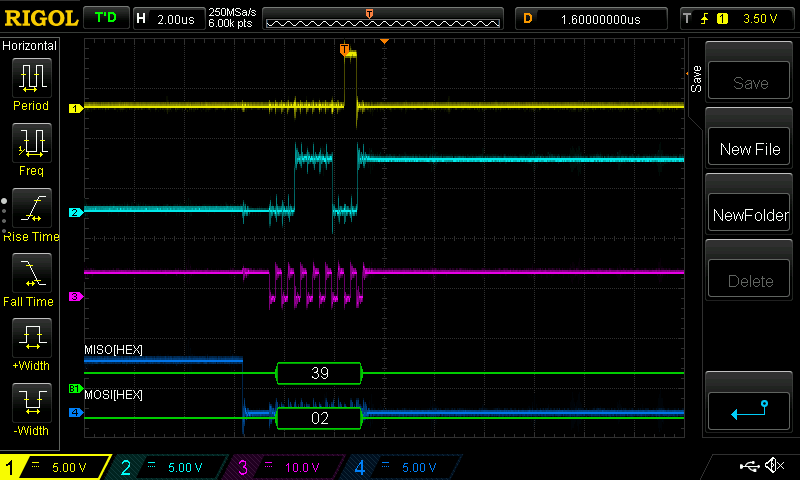 RIGOL T'D H 2.00us 250MSa/s 6.00k pts T D 1.60000000us T 1 3.50 V
Horizontal
Period
Freq
Rise Time
Fall Time
+Width
-Width
T
1
2
3
MISO[HEX]
39
B1
MOSI[HEX]
4
02
Save
Save
New File
NewFolder
Delete
1 5.00 V 2 5.00 V 3 10.0 V 4 5.00 V